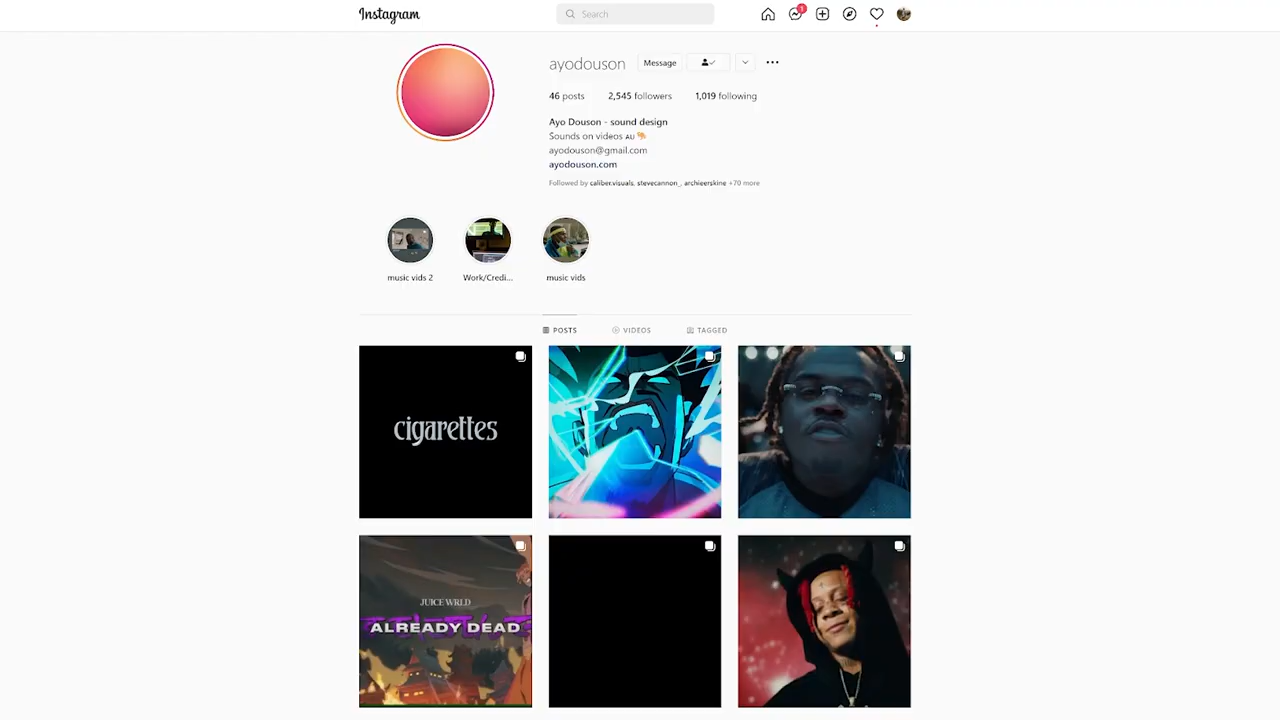 Instagram
Search
1
ayodouson
Message
46 posts 2,545 followers 1,019 following
Ayo Douson - sound design
Sounds on videos AU
ayodouson@gmail.com
ayodouson.com
Followed by caliber.visuals, stevecannon_, archieerskine +70 more
music vids 2
Work/Credi...
music vids
POSTS
VIDEOS
TAGGED
cigarettes
JUICE WRLD
ALREADY DEAD